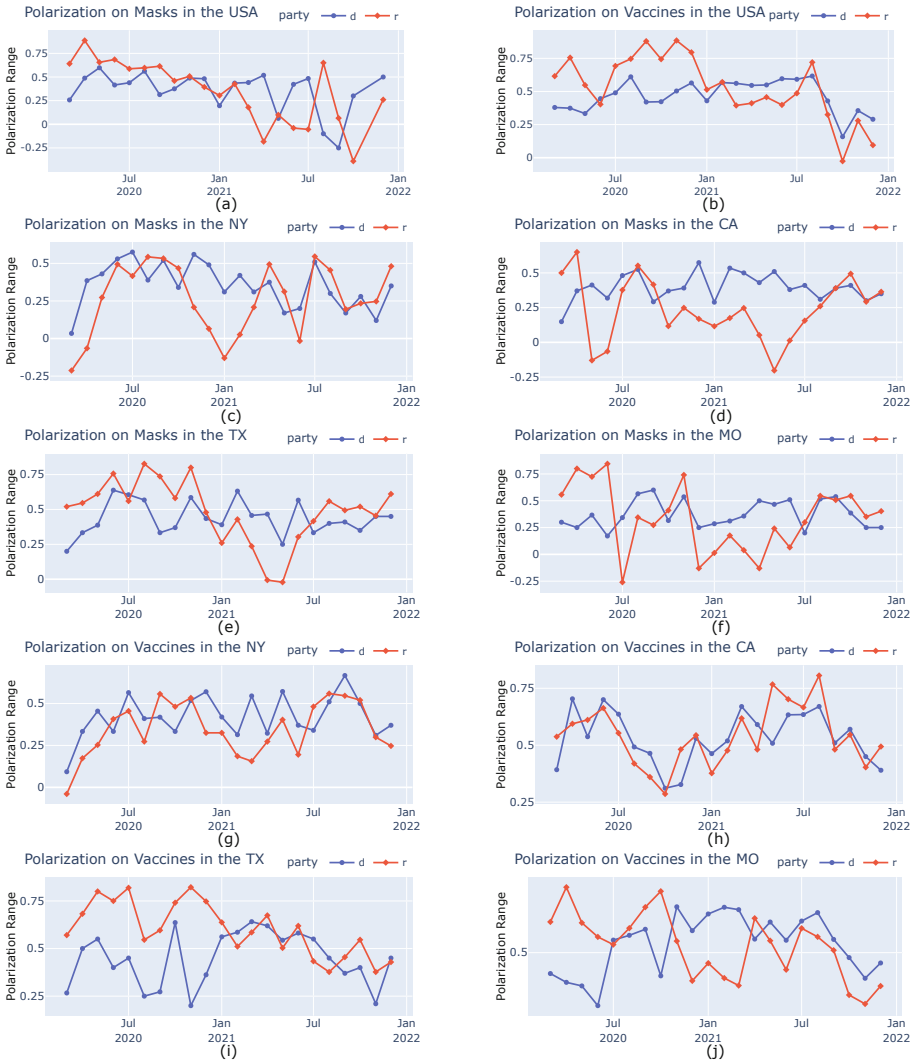 Polarization on Masks in the USA party d r
Polarization Range
0.75
0.5
0.25
0
-0.25
Jul 2020
Jan 2021
Jul
Jan 2022
(a)
Polarization on Vaccines in the USA party d r
Polarization Range
0.75
0.5
0.25
0
Jul 2020
Jan 2021
Jul
Jan 2022
(b)
Polarization on Masks in the NY party d r
Polarization Range
0.5
0.25
0
-0.25
Jul 2020
Jan 2021
Jul
Jan 2022
(c)
Polarization on Masks in the CA party d r
Polarization Range
0.5
0.25
0
-0.25
Jul 2020
Jan 2021
Jul
Jan 2022
(d)
Polarization on Masks in the TX party d r
Polarization Range
0.75
0.5
0.25
0
Jul 2020
Jan 2021
Jul
Jan 2022
(e)
Polarization on Masks in the MO party d r
Polarization Range
0.75
0.5
0.25
0
-0.25
Jul 2020
Jan 2021
Jul
Jan 2022
(f)
Polarization on Vaccines in the NY party d r
Polarization Range
0.5
0.25
0
Jul 2020
Jan 2021
Jul
Jan 2022
(g)
Polarization on Vaccines in the CA party d r
Polarization Range
0.75
0.5
0.25
Jul 2020
Jan 2021
Jul
Jan 2022
(h)
Polarization on Vaccines in the TX party d r
Polarization Range
0.75
0.5
0.25
Jul 2020
Jan 2021
Jul
Jan 2022
(i)
Polarization on Vaccines in the MO party d r
Polarization Range
0.5
Jul 2020
Jan 2021
Jul
Jan 2022
(j)